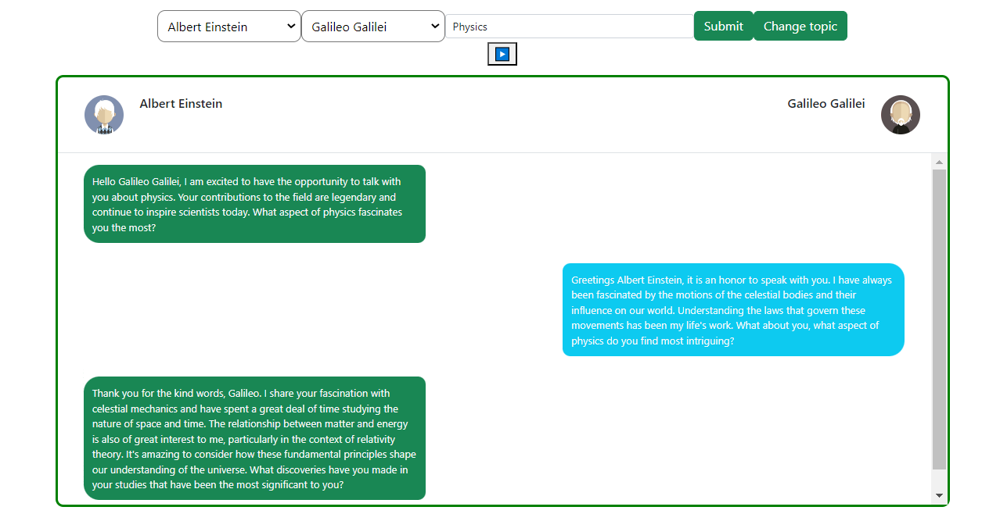 Albert Einstein Galileo Galilei Physics Submit Change topic
Albert Einstein Galileo Galilei
Hello Galileo Galilei, I am excited to have the opportunity to talk with
you about physics. Your contributions to the field are legendary and
continue to inspire scientists today. What aspect of physics fascinates
you the most?
Greetings Albert Einstein, it is an honor to speak with you. I have always
been fascinated by the motions of the celestial bodies and their
influence on our world. Understanding the laws that govern these
movements has been my life's work. What about you, what aspect of
physics do you find most intriguing?
Thank you for the kind words, Galileo. I share your fascination with
celestial mechanics and have spent a great deal of time studying the
nature of space and time. The relationship between matter and energy
is also of great interest to me, particularly in the context of relativity
theory. It's amazing to consider how these fundamental principles shape
our understanding of the universe. What discoveries have you made in
your studies that have been the most significant to you?